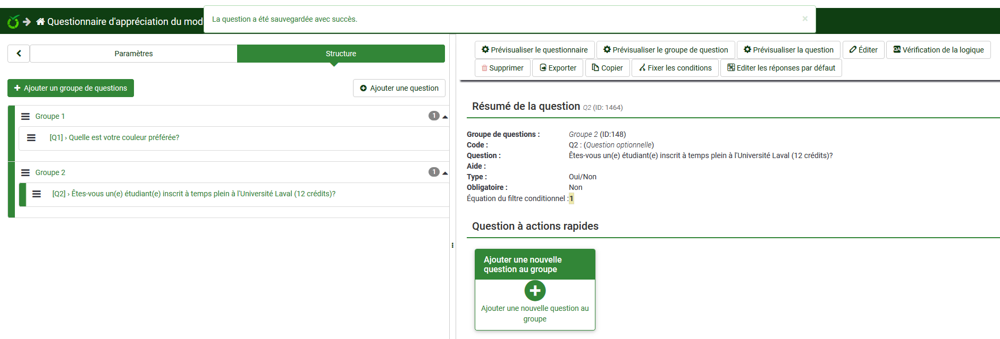 Questionnaire d'appréciation du mod
La question a été sauvegardée avec succès.
×
Paramètres
Structure
Ajouter un groupe de questions
Ajouter une question
Groupe 1
1
[Q1] › Quelle est votre couleur préférée?
Groupe 2
1
[Q2] › Êtes-vous un(e) étudiant(e) inscrit à temps plein à l'Université Laval (12 crédits)?
Prévisualiser le questionnaire
Prévisualiser le groupe de question
Prévisualiser la question
Éditer
QA Vérification de la logique
Supprimer
Exporter
Copier
Fixer les conditions
Editer les réponses par défaut
Résumé de la question Q2 (ID: 1464)
Groupe de questions : Groupe 2 (ID:148)
Code : Q2 : (Question optionnelle)
Question : Êtes-vous un(e) étudiant(e) inscrit à temps plein à l'Université Laval (12 crédits)?
Aide :
Type : Oui/Non
Obligatoire : Non
Équation du filtre conditionnel : 1
Question à actions rapides
Ajouter une nouvelle
question au groupe
Ajouter une nouvelle question au
groupe